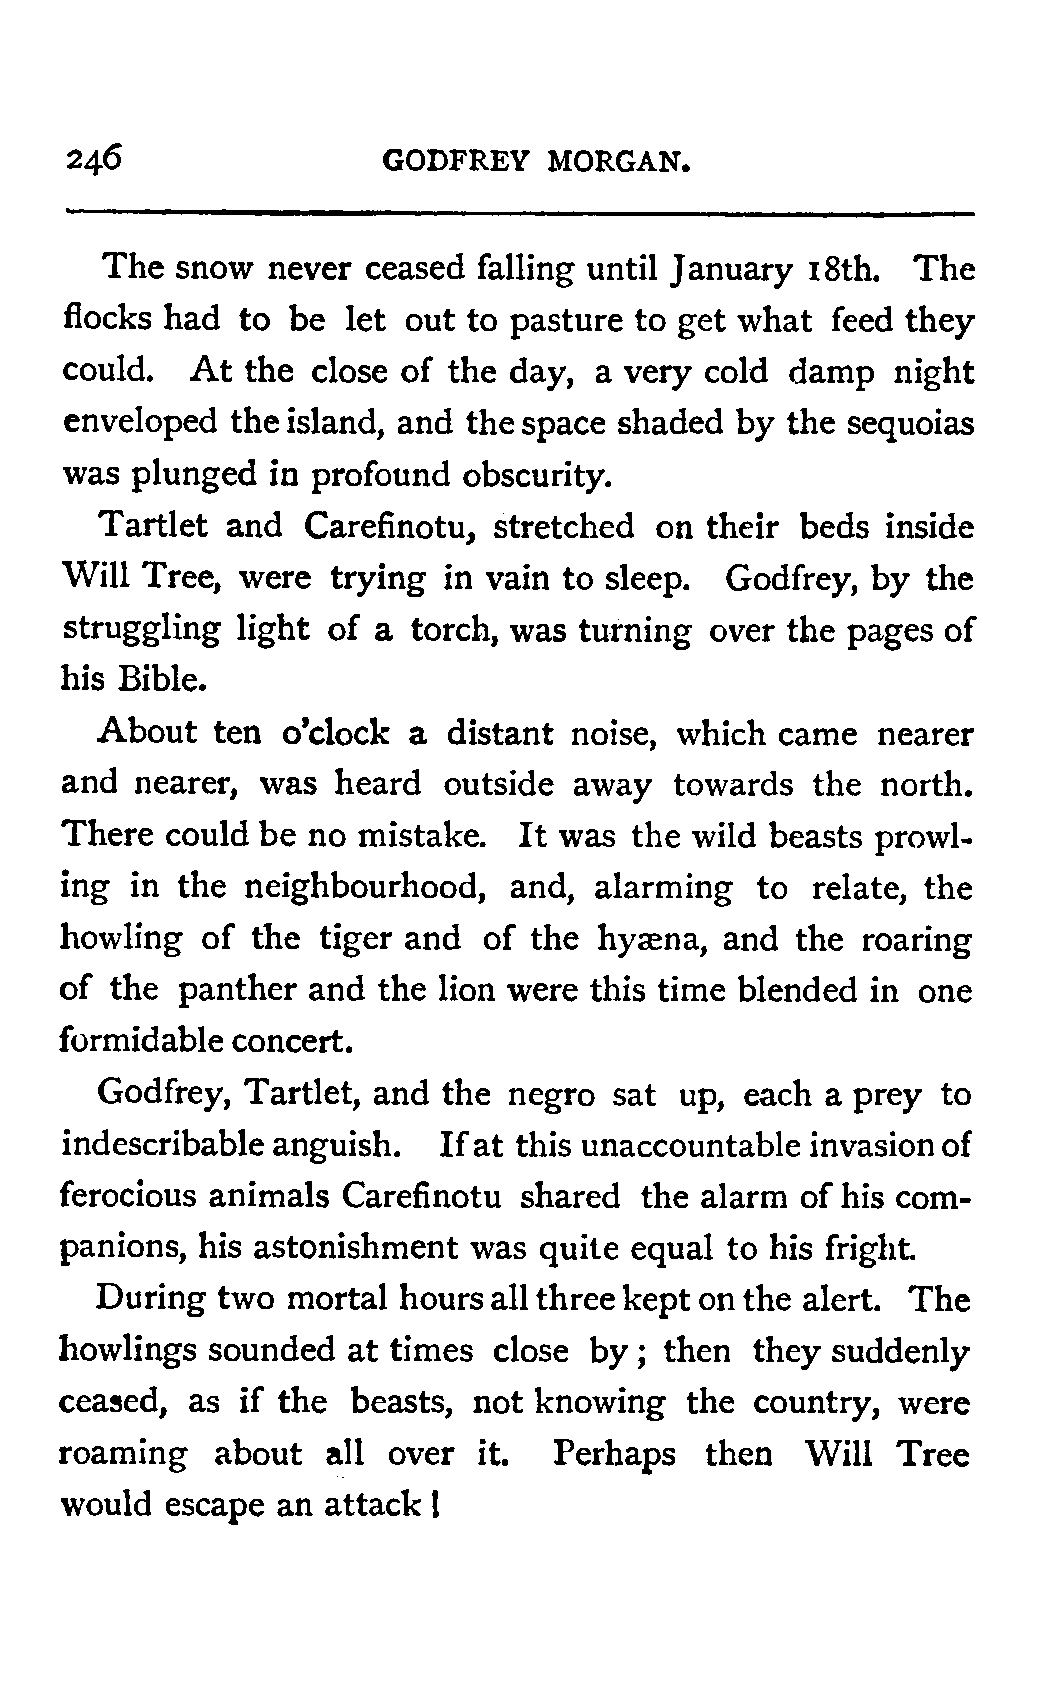 246 GODFREY MORGAN.
The snow never ceased falling until January 18th. The
flocks had to be let out to pasture to get what feed they
could. At the close of the day, a very cold damp night
enveloped the island, and the space shaded by the sequoias
was plunged in profound obscurity.
Tartlet and Carefinotu, stretched on their beds inside
Will Tree, were trying in vain to sleep. Godfrey, by the
struggling light of a torch, was turning over the pages of
his Bible.
About ten o'clock a distant noise, which came nearer
and nearer, was heard outside away towards the north.
There could be no mistake. It was the wild beasts prowl-
ing in the neighbourhood, and, alarming to relate, the
howling of the tiger and of the hyæna, and the roaring
of the panther and the lion were this time blended in one
formidable concert.
Godfrey, Tartlet, and the negro sat up, each a prey to
indescribable anguish. If at this unaccountable invasion of
ferocious animals Carefinotu shared the alarm of his com-
panions, his astonishment was quite equal to his fright.
During two mortal hours all three kept on the alert. The
howlings sounded at times close by ; then they suddenly
ceased, as if the beasts, not knowing the country, were
roaming about all over it. Perhaps then Will Tree
would escape an attack !